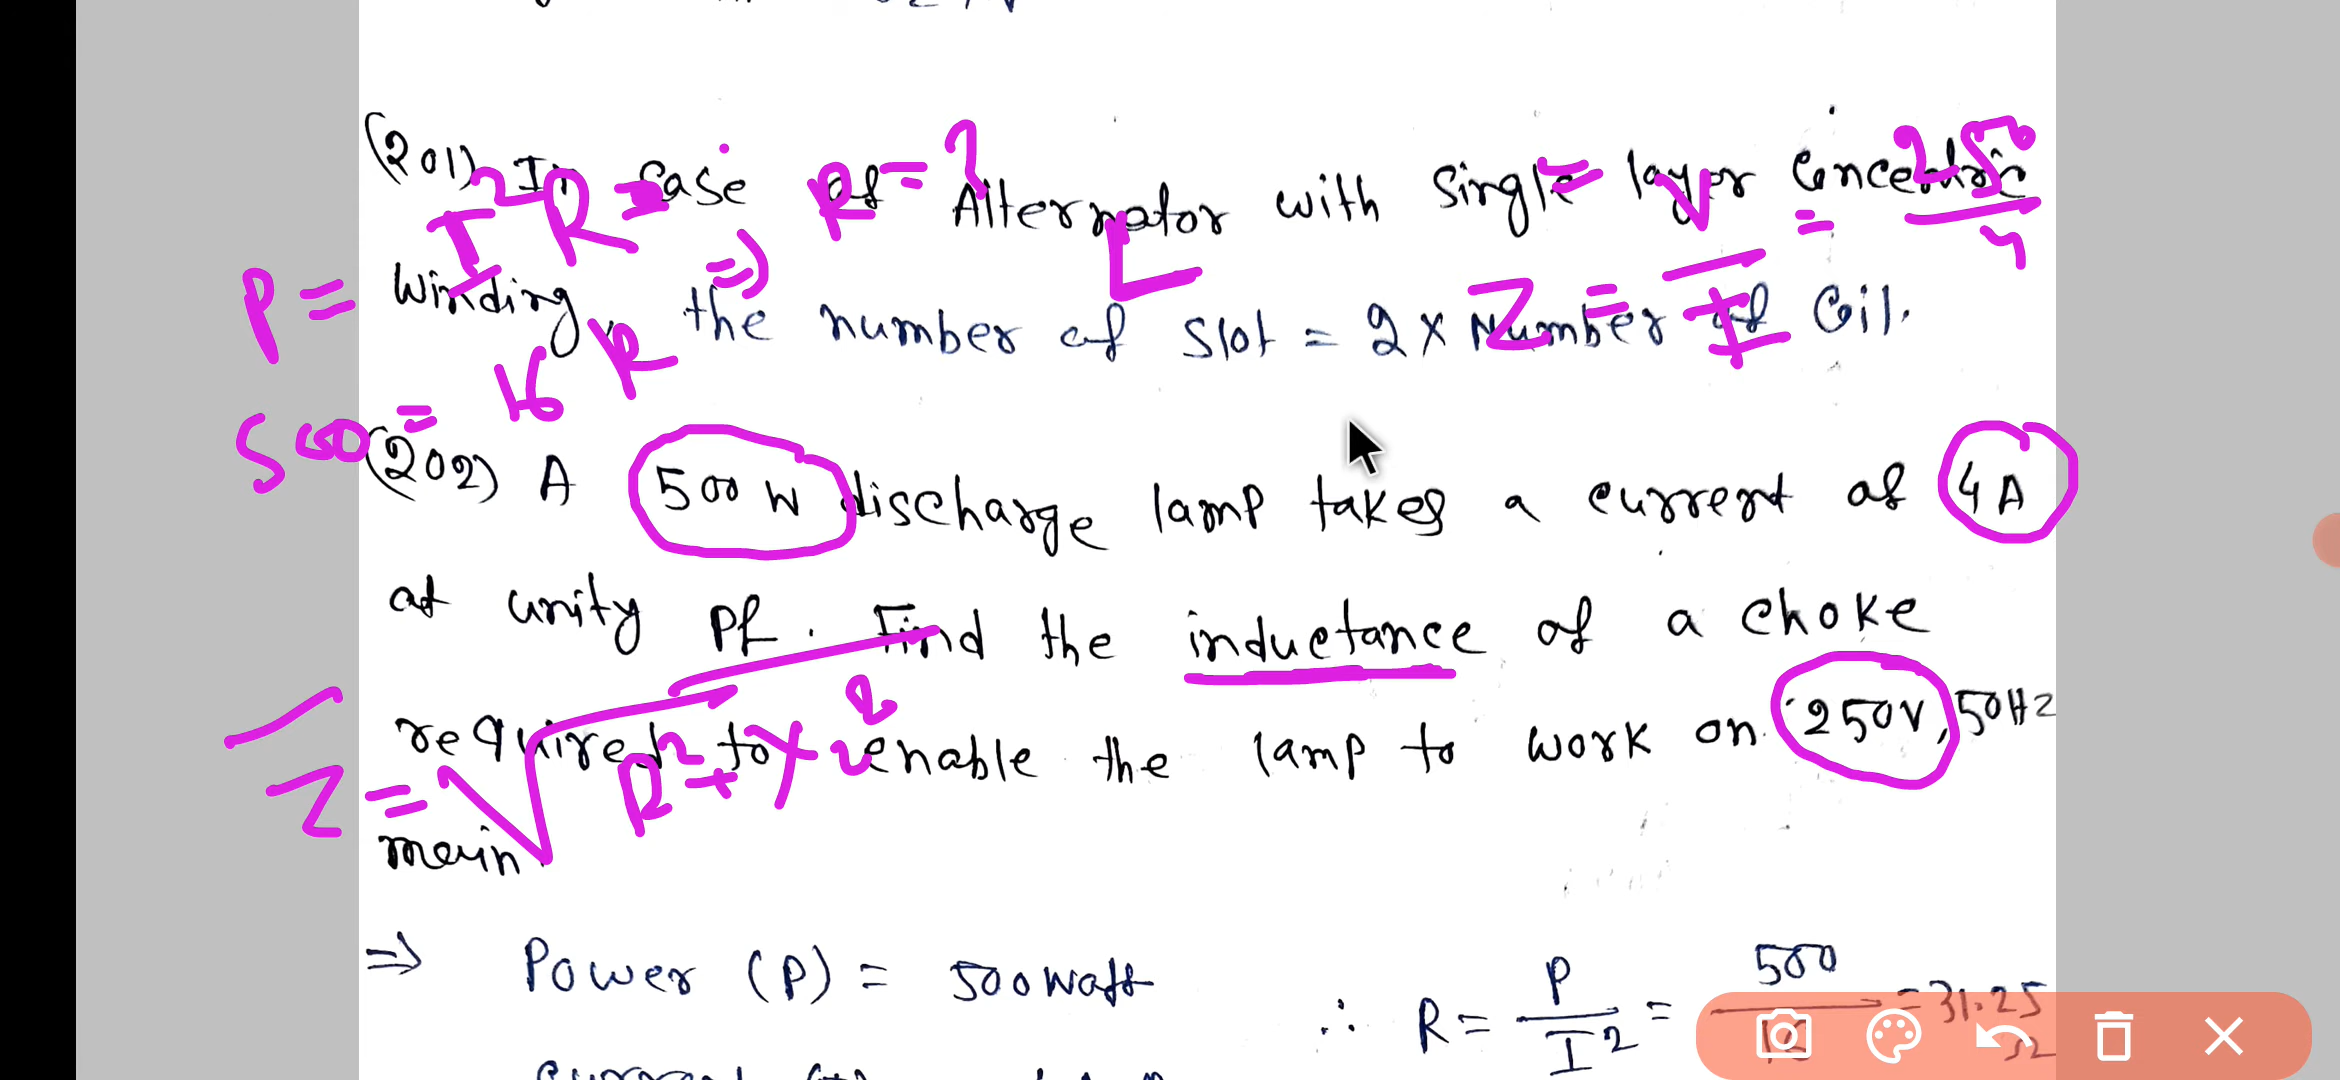 (201) In case of Alternator with single layer Concentric
winding, the number of slot = 2 x Number of Coil.
I²R =
R = ?
L
=
Z = V/I = 250/4
P =
=>
500 = 16 R
(202) A 500 W discharge lamp takes a current of 4 A
at unity Pf. Find the inductance of a choke
required to enable the lamp to work on 250V, 50Hz
Z = √R² + X²
main
=> Power (P) = 500 watt ∴ R = P/I² = 500/16 = 31.25 Ω